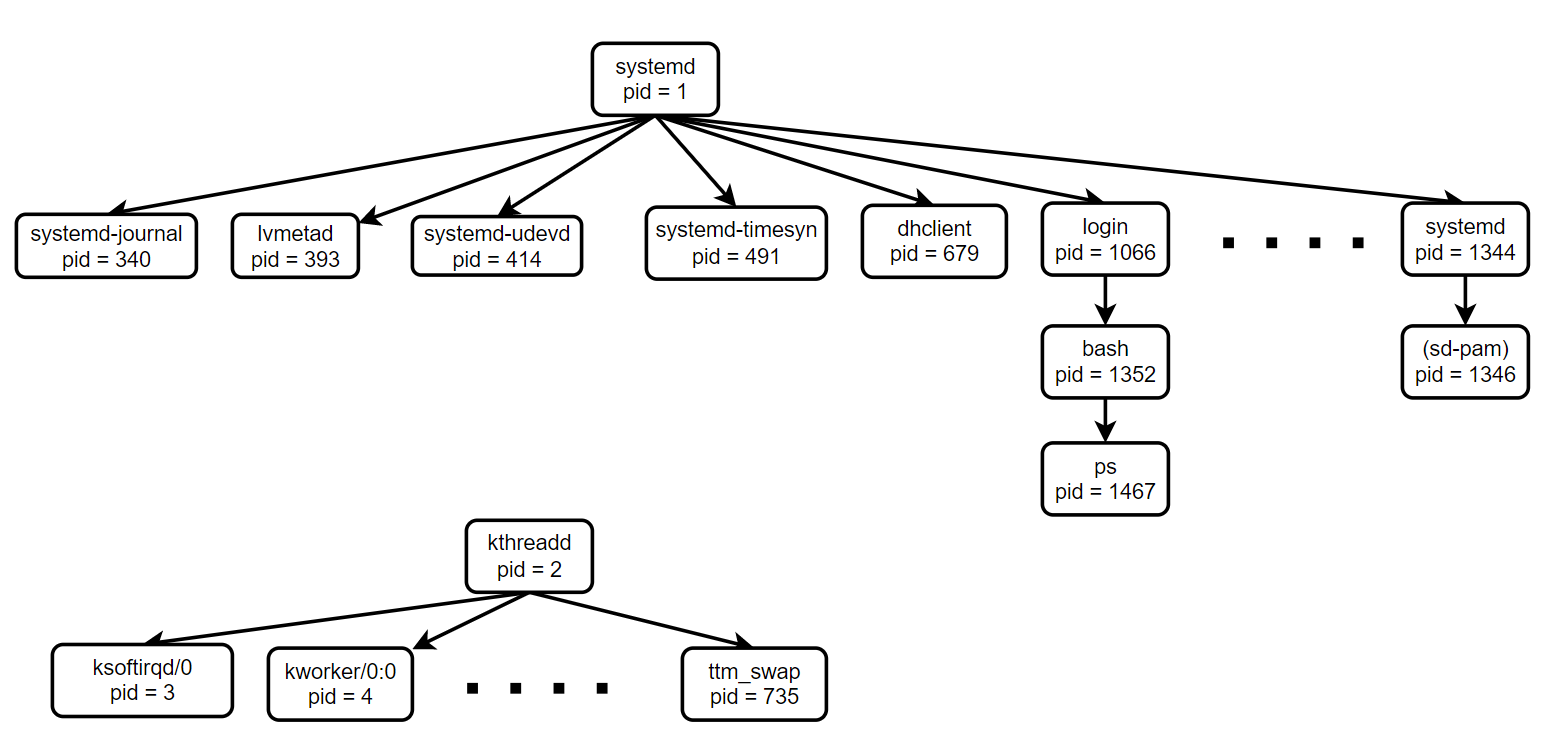 systemd
pid = 1
systemd-journal
pid = 340
lvmetad
pid = 393
systemd-udevd
pid = 414
systemd-timesyn
pid = 491
dhclient
pid = 679
login
pid = 1066
systemd
pid = 1344
bash
pid = 1352
(sd-pam)
pid = 1346
ps
pid = 1467
kthreadd
pid = 2
ksoftirqd/0
pid = 3
kworker/0:0
pid = 4
ttm_swap
pid = 735